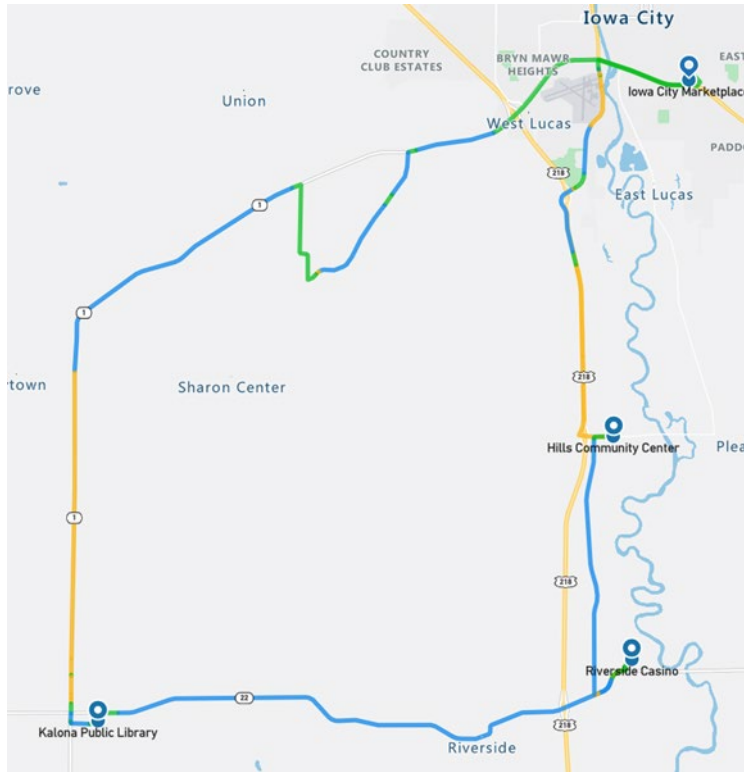 Iowa City
COUNTRY
CLUB ESTATES
BRYN MAWR
HEIGHTS
EAST
Iowa City Marketplace
rove
Union
West Lucas
PADDO
218
East Lucas
1
1
218
rtown
Sharon Center
Hills Community Center
Plea
1
218
Riverside Casino
22
Kalona Public Library
218
Riverside